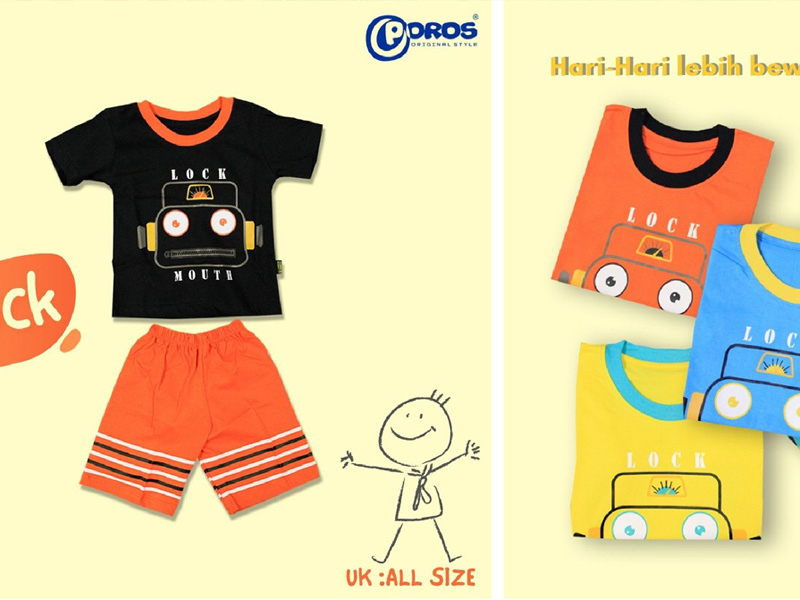 POROS®
ORIGINAL STYLE
LOCK
MOUTH
ck
UK :ALL SIZE
Hari-Hari lebih bew
LOCK
LOC
LOCK